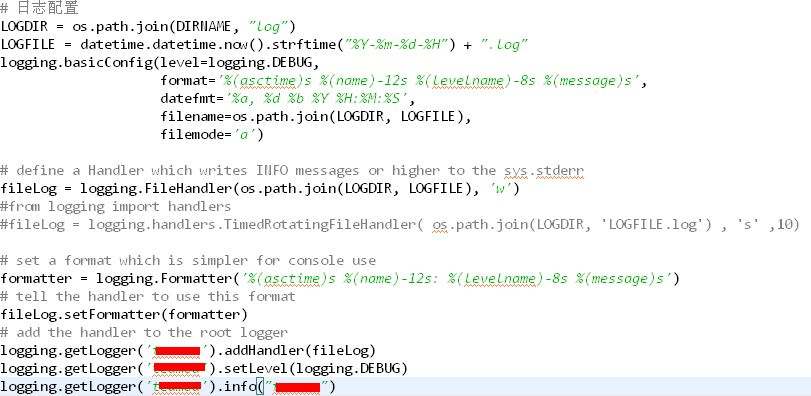 # 日志配置
LOGDIR = os.path.join(DIRNAME, "log")
LOGFILE = datetime.datetime.now().strftime("%Y-%m-%d-%H") + ".log"
logging.basicConfig(level=logging.DEBUG,
                    format='%(asctime)s %(name)-12s %(levelname)-8s %(message)s',
                    datefmt='%a, %d %b %Y %H:%M:%S',
                    filename=os.path.join(LOGDIR, LOGFILE),
                    filemode='a')
# define a Handler which writes INFO messages or higher to the sys.stderr
fileLog = logging.FileHandler(os.path.join(LOGDIR, LOGFILE), 'w')
#from logging import handlers
#fileLog = logging.handlers.TimedRotatingFileHandler( os.path.join(LOGDIR, 'LOGFILE.log') , 's' ,10)
# set a format which is simpler for console use
formatter = logging.Formatter('%(asctime)s %(name)-12s: %(levelname)-8s %(message)s')
# tell the handler to use this format
fileLog.setFormatter(formatter)
# add the handler to the root logger
logging.getLogger('').addHandler(fileLog)
logging.getLogger('').setLevel(logging.DEBUG)
logging.getLogger('').info("")